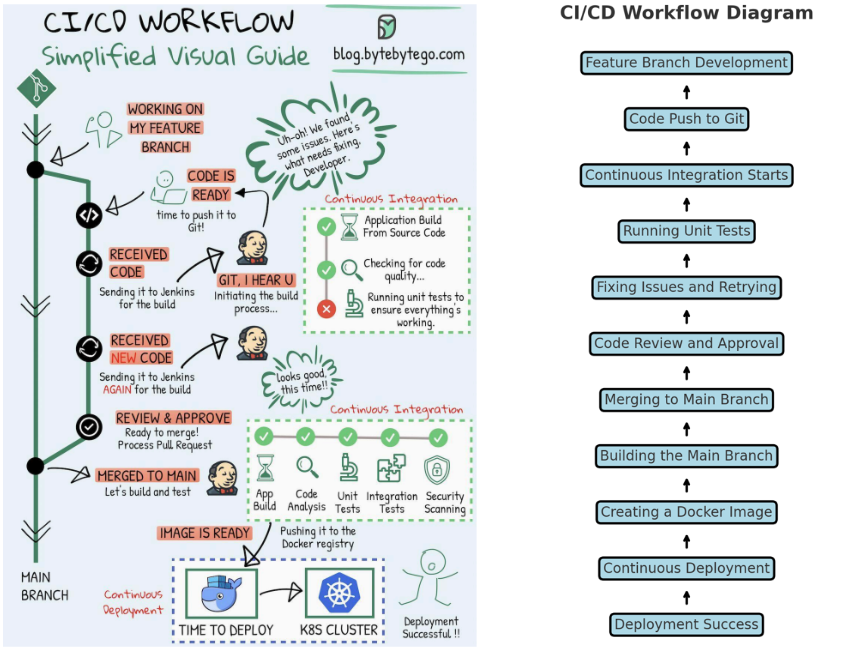 CI/CD WORKFLOW
Simplified Visual Guide
blog.bytebytego.com
WORKING ON
MY FEATURE
BRANCH
Uh-oh! We found
some issues. Here's
what needs fixing,
Developer.
CODE IS
READY
time to push it to
Git!
Continuous Integration
Application Build
From Source Code
Checking for code
quality...
Running unit tests to
ensure everything's
working.
</>
RECEIVED
CODE
Sending it to Jenkins
for the build
GIT, I HEAR U
Initiating the build
process...
RECEIVED
NEW CODE
Sending it to Jenkins
AGAIN for the build
Looks good,
this time!!
REVIEW & APPROVE
Ready to merge!
Process Pull Request
Continuous Integration
App
Build
Code
Analysis
Unit
Tests
Integration
Tests
Security
Scanning
MERGED TO MAIN
Let's build and test
IMAGE IS READY
Pushing it to the
Docker registry
MAIN
BRANCH
Continuous
Deployment
TIME TO DEPLOY
K8S CLUSTER
Deployment
Successful !!
CI/CD Workflow Diagram
Feature Branch Development
Code Push to Git
Continuous Integration Starts
Running Unit Tests
Fixing Issues and Retrying
Code Review and Approval
Merging to Main Branch
Building the Main Branch
Creating a Docker Image
Continuous Deployment
Deployment Success